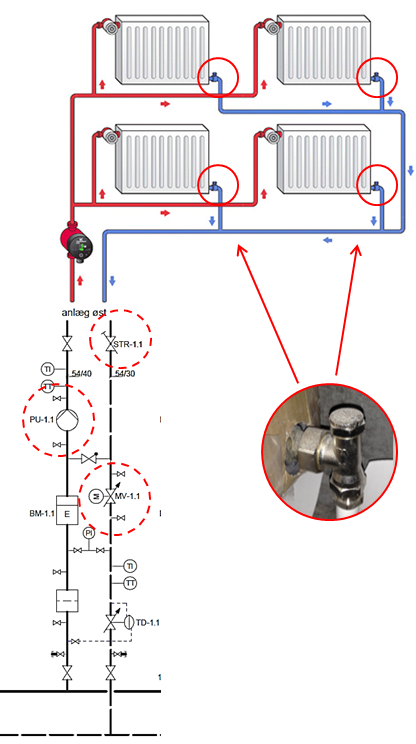 anlæg øst
STR-1.1
TI
54/40
54/30
TT
PU-1.1
M
MV-1.1
BM-1.1
E
PI
TI
TT
TD-1.1
1